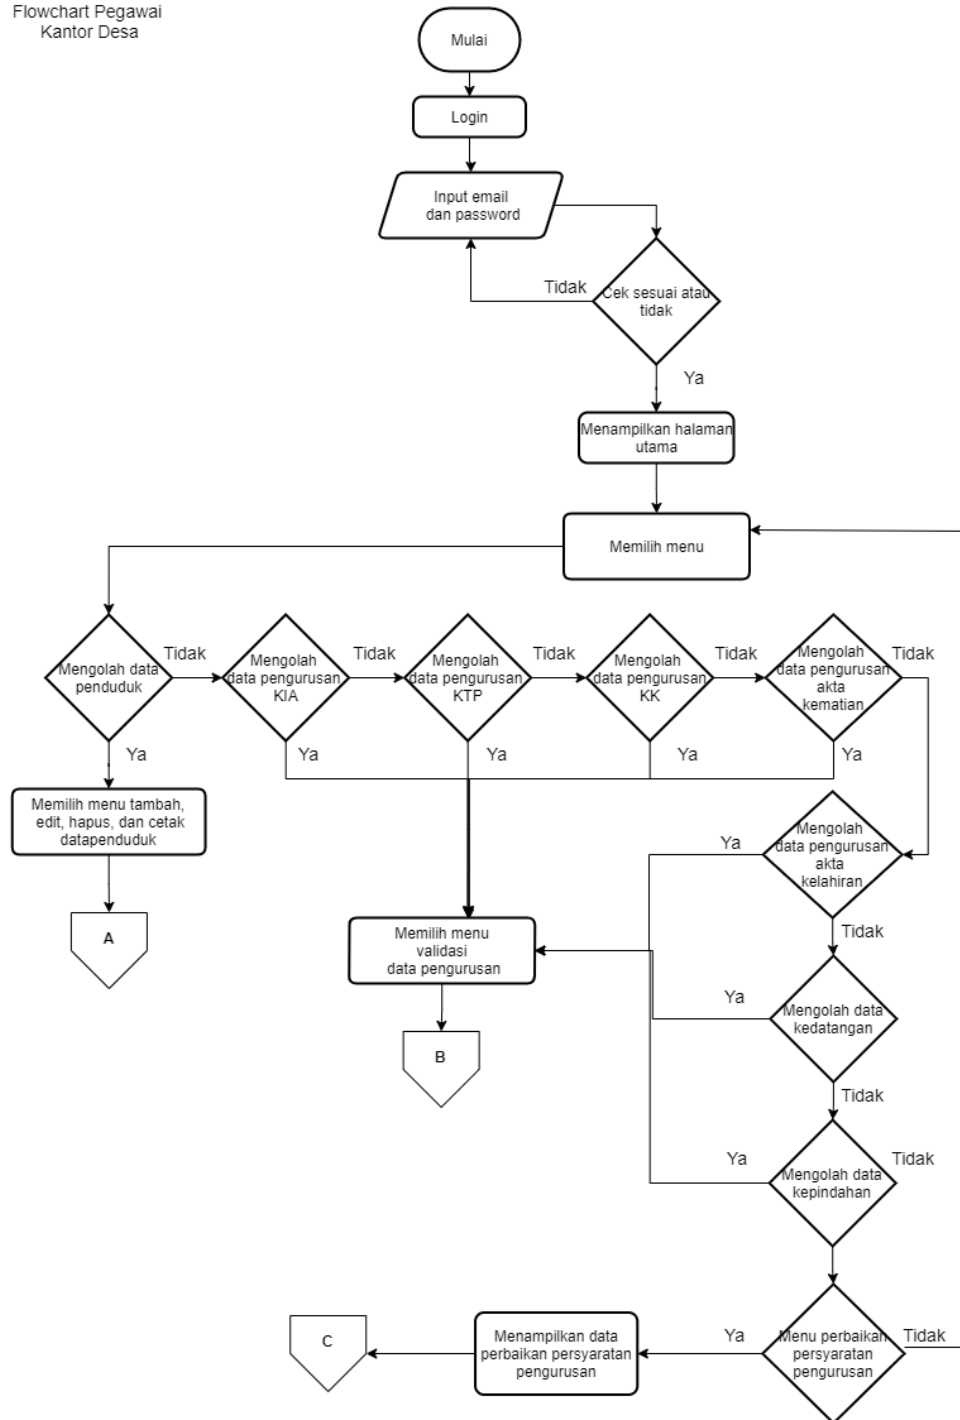 Flowchart Pegawai
Kantor Desa
Mulai
Login
Input email
dan password
Tidak
Cek sesuai atau
tidak
Ya
Menampilkan halaman
utama
Memilih menu
Mengolah data
penduduk
Tidak
Mengolah
data pengurusan
KIA
Tidak
Mengolah
data pengurusan
KTP
Tidak
Mengolah
data pengurusan
KK
Tidak
Mengolah
data pengurusan
akta
kematian
Tidak
Ya
Ya
Ya
Ya
Ya
Memilih menu tambah,
edit, hapus, dan cetak
datapenduduk
A
Ya
Mengolah
data pengurusan
akta
kelahiran
Tidak
Memilih menu
validasi
data pengurusan
B
Ya
Mengolah data
kedatangan
Tidak
Ya
Mengolah data
kepindahan
Tidak
C
Menampilkan data
perbaikan persyaratan
pengurusan
Ya
Menu perbaikan
persyaratan
pengurusan
Tidak